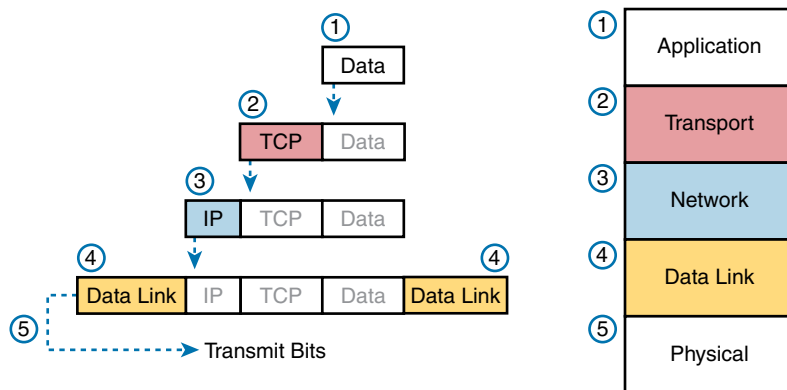 1
Data
2
TCP Data
3
IP TCP Data
4 4
Data Link IP TCP Data Data Link
5 Transmit Bits
1 Application
2 Transport
3 Network
4 Data Link
5 Physical